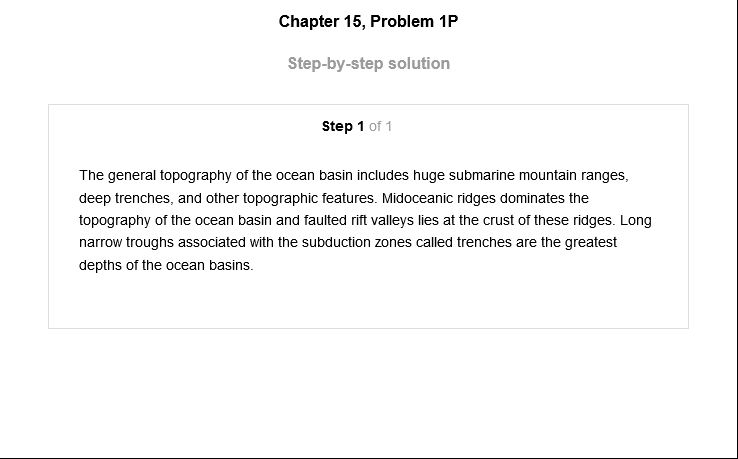 Chapter 15, Problem 1P
Step-by-step solution
Step 1 of 1
The general topography of the ocean basin includes huge submarine mountain ranges,
deep trenches, and other topographic features. Midoceanic ridges dominates the
topography of the ocean basin and faulted rift valleys lies at the crust of these ridges. Long
narrow troughs associated with the subduction zones called trenches are the greatest
depths of the ocean basins.